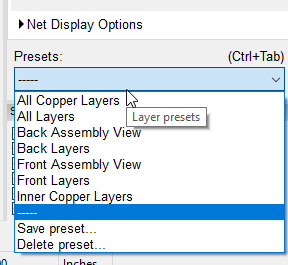 Net Display Options
Presets: (Ctrl+Tab)
-----
All Copper Layers
All Layers
Layer presets
Back Assembly View
Back Layers
Front Assembly View
Front Layers
Inner Copper Layers
-----
Save preset...
Delete preset...
Inches